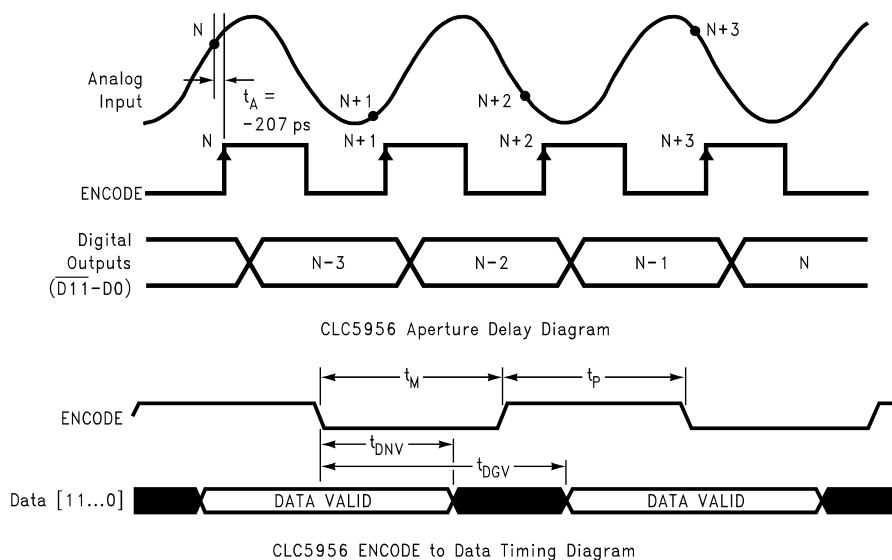 N
N+3
Analog
Input
t_A =
-207 ps
N+1
N+2
N
N+1
N+2
N+3
ENCODE
Digital
Outputs
(D̅1̅1̅-D0)
N-3
N-2
N-1
N
CLC5956 Aperture Delay Diagram
t_M
t_P
ENCODE
t_DNV
t_DGV
Data [11...0]
DATA VALID
DATA VALID
CLC5956 ENCODE to Data Timing Diagram